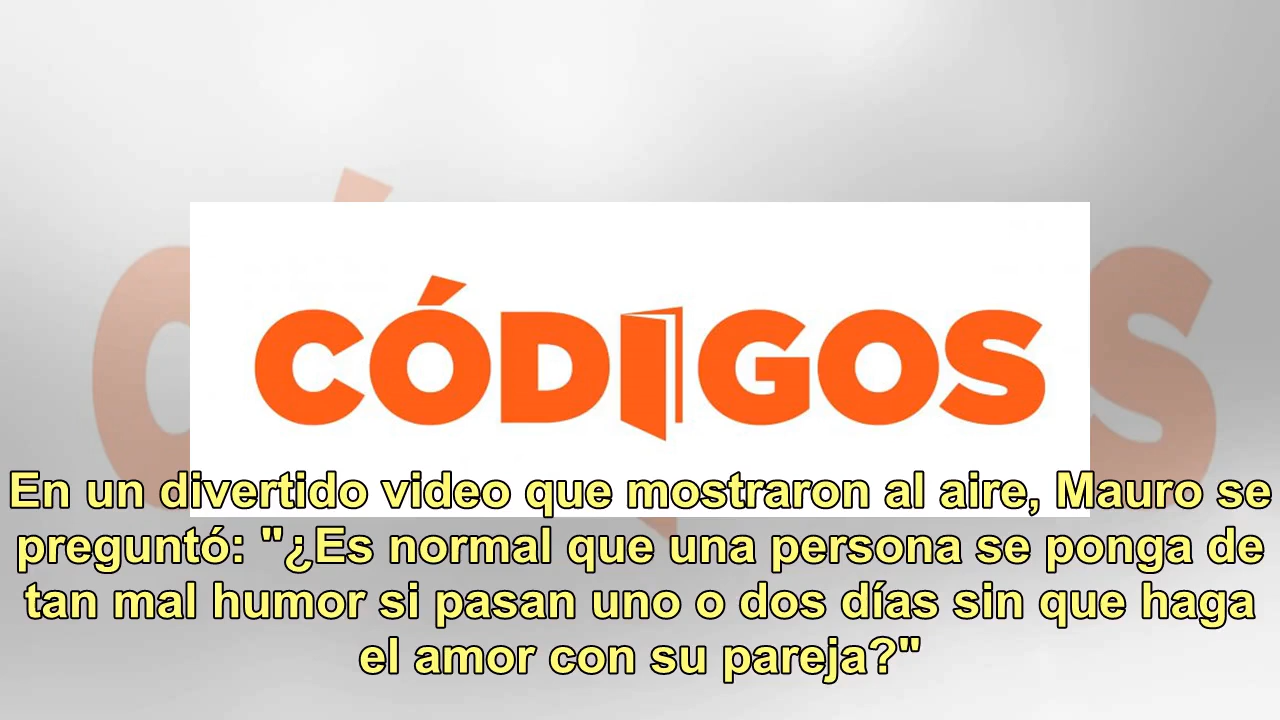 CÓDIGOS
En un divertido video que mostraron al aire, Mauro se
preguntó: "¿Es normal que una persona se ponga de
tan mal humor si pasan uno o dos días sin que haga
el amor con su pareja?"